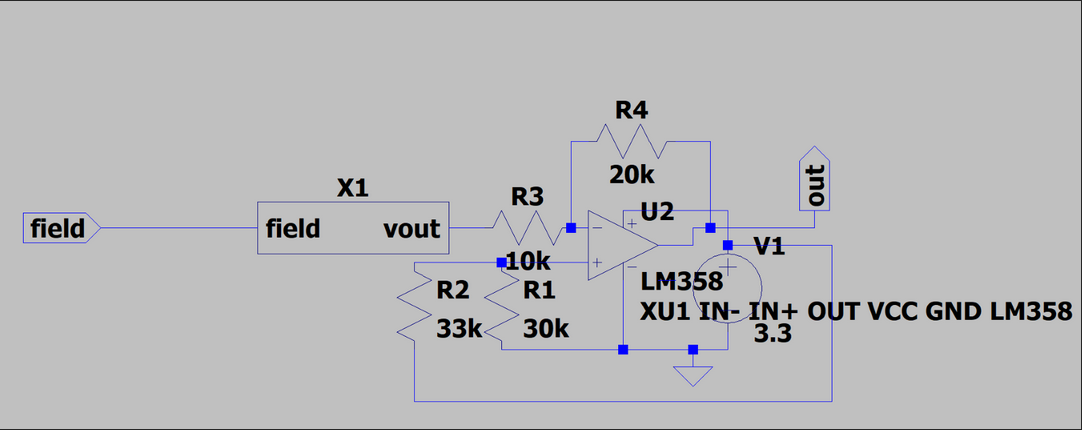 R4
20k
X1
R3
out
U2
field
field
vout
V1
10k
R2
R1
LM358
33k
30k
XU1 IN- IN+ OUT VCC GND LM358
3.3